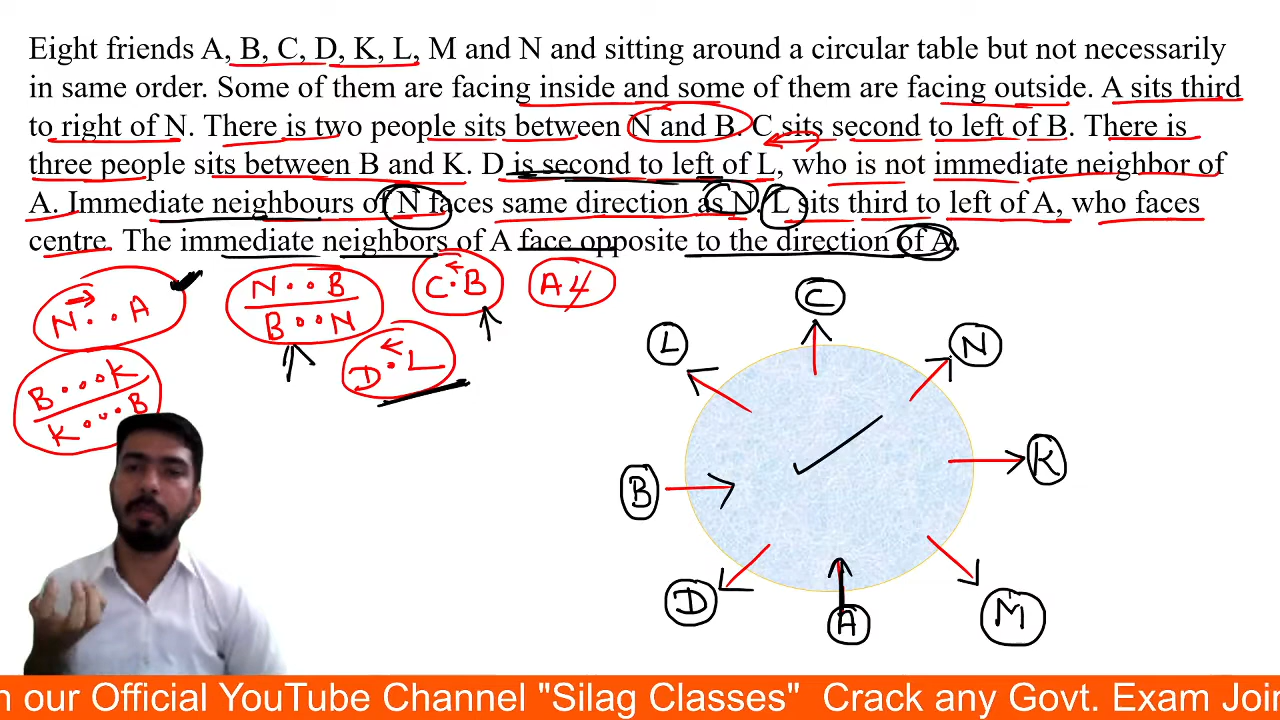 Eight friends A, B, C, D, K, L, M and N and sitting around a circular table but not necessarily
in same order. Some of them are facing inside and some of them are facing outside. A sits third
to right of N. There is two people sits between N and B. C sits second to left of B. There is
three people sits between B and K. D is second to left of L, who is not immediate neighbor of
A. Immediate neighbours of N faces same direction as N. L sits third to left of A, who faces
centre. The immediate neighbors of A face opposite to the direction of A.
N . . A
N . . B
B . . N
C . B
A
D . L
B . . . K
K . . . B
C
L
N
B
K
D
A
M
n our Official YouTube Channel "Silag Classes" Crack any Govt. Exam Join